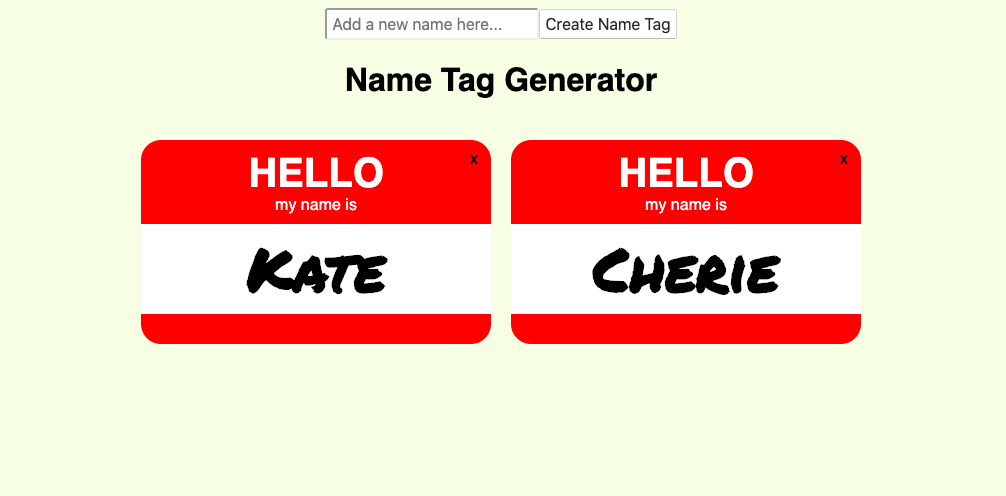 Add a new name here... Create Name Tag
Name Tag Generator
HELLO x
my name is
Kate
HELLO x
my name is
Cherie